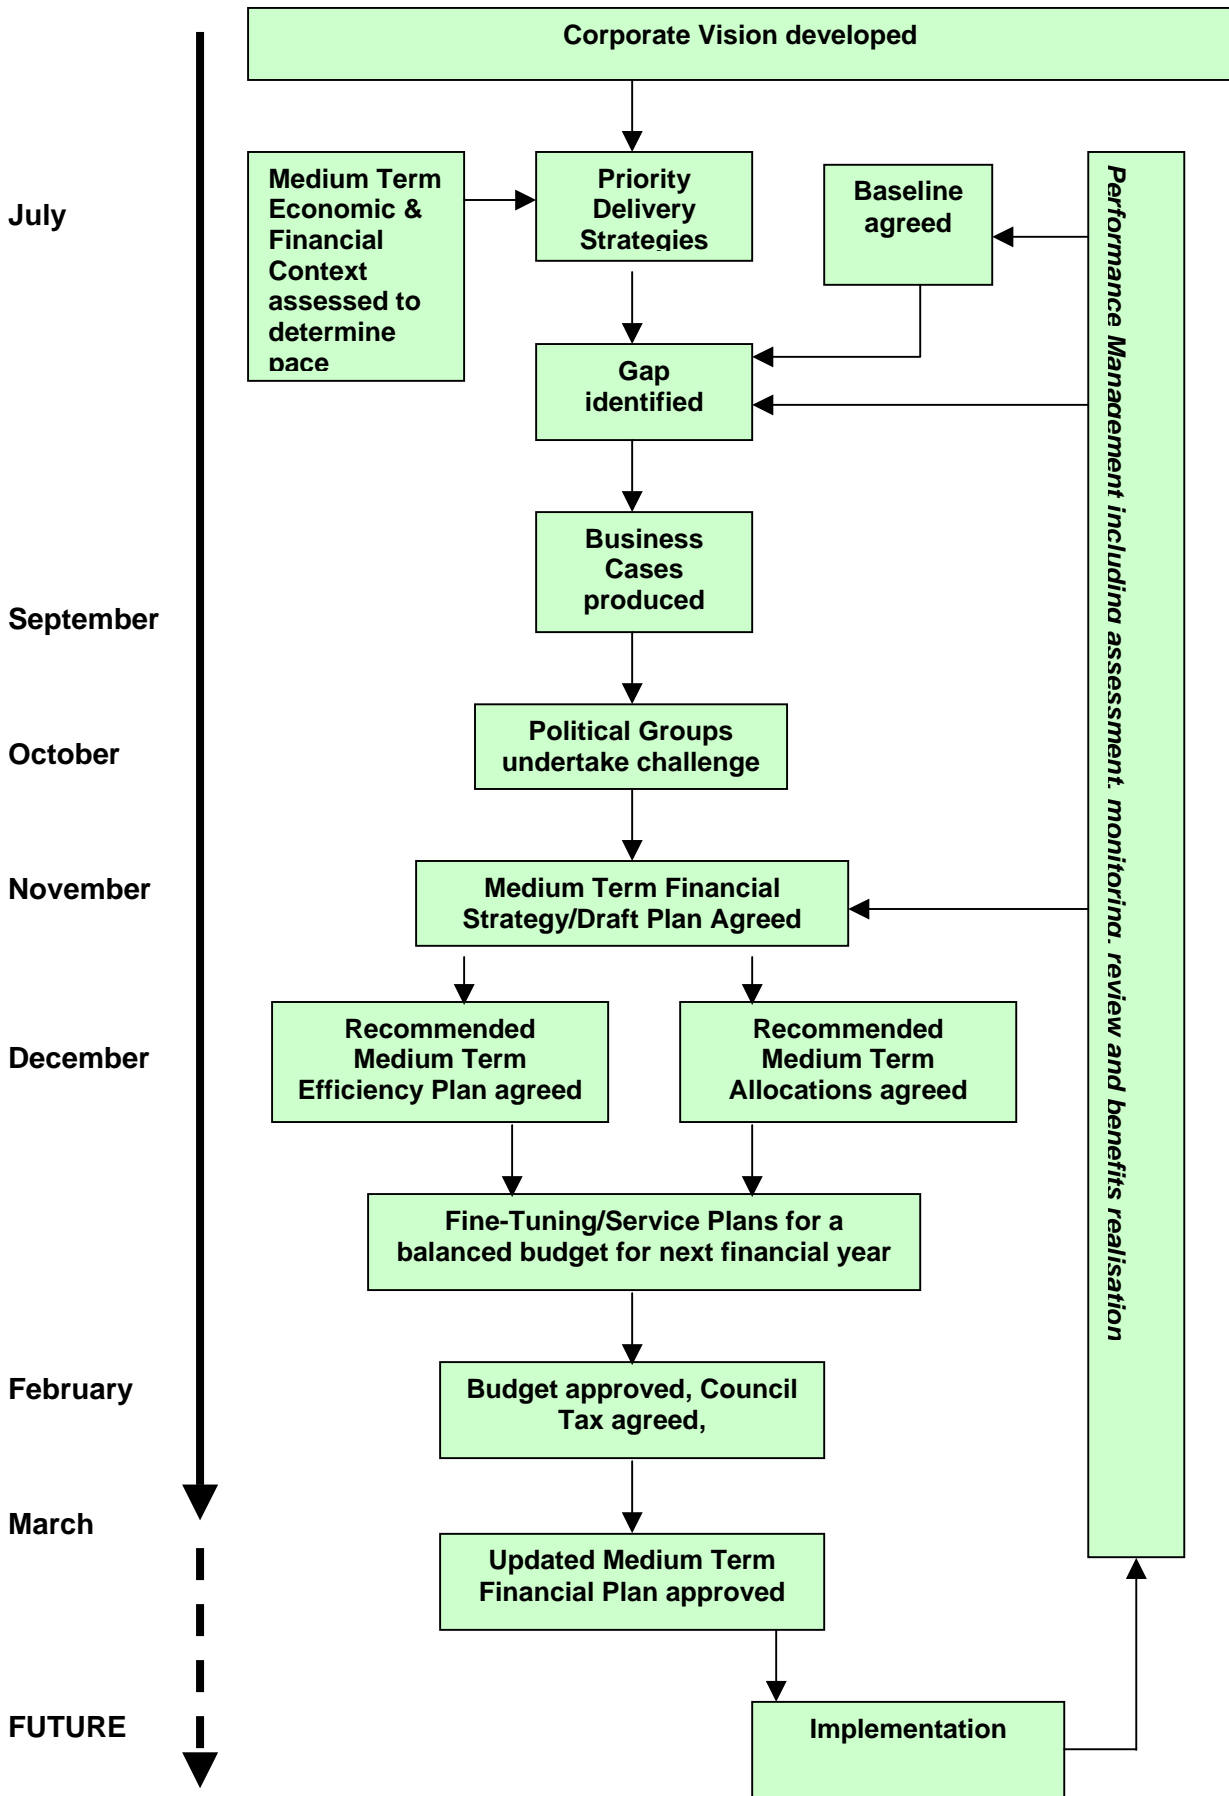 Corporate Vision developed
July
Medium Term
Economic &
Financial
Context
assessed to
determine
pace
Priority
Delivery
Strategies
Baseline
agreed
Performance Management including assessment, monitoring, review and benefits realisation
Gap
identified
September
Business
Cases
produced
October
Political Groups
undertake challenge
November
Medium Term Financial
Strategy/Draft Plan Agreed
December
Recommended
Medium Term
Efficiency Plan agreed
Recommended
Medium Term
Allocations agreed
Fine-Tuning/Service Plans for a
balanced budget for next financial year
February
Budget approved, Council
Tax agreed,
March
Updated Medium Term
Financial Plan approved
FUTURE
Implementation